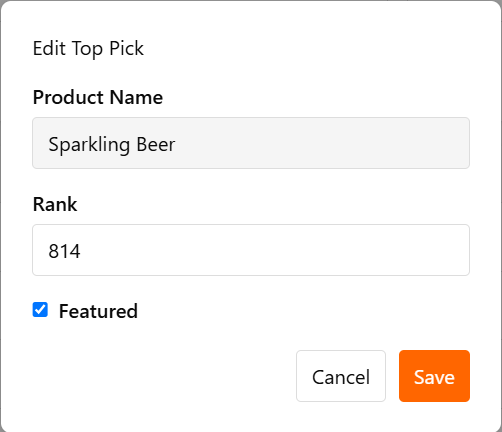 Edit Top Pick
Product Name
Sparkling Beer
Rank
814
Featured
Cancel Save